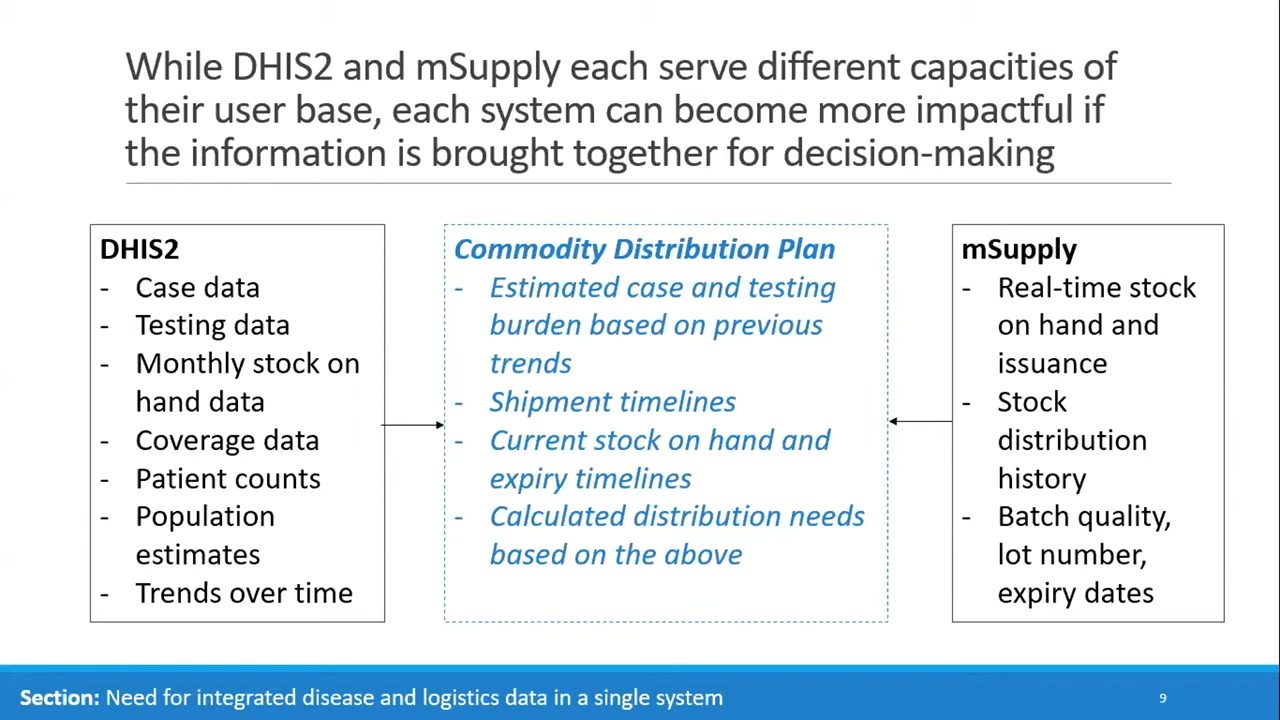 While DHIS2 and mSupply each serve different capacities of
their user base, each system can become more impactful if
the information is brought together for decision-making
DHIS2
- Case data
- Testing data
- Monthly stock on
hand data
- Coverage data
- Patient counts
- Population
estimates
- Trends over time
Commodity Distribution Plan
- Estimated case and testing
burden based on previous
trends
- Shipment timelines
- Current stock on hand and
expiry timelines
- Calculated distribution needs
based on the above
mSupply
- Real-time stock
on hand and
issuance
- Stock
distribution
history
- Batch quality,
lot number,
expiry dates
Section: Need for integrated disease and logistics data in a single system
9